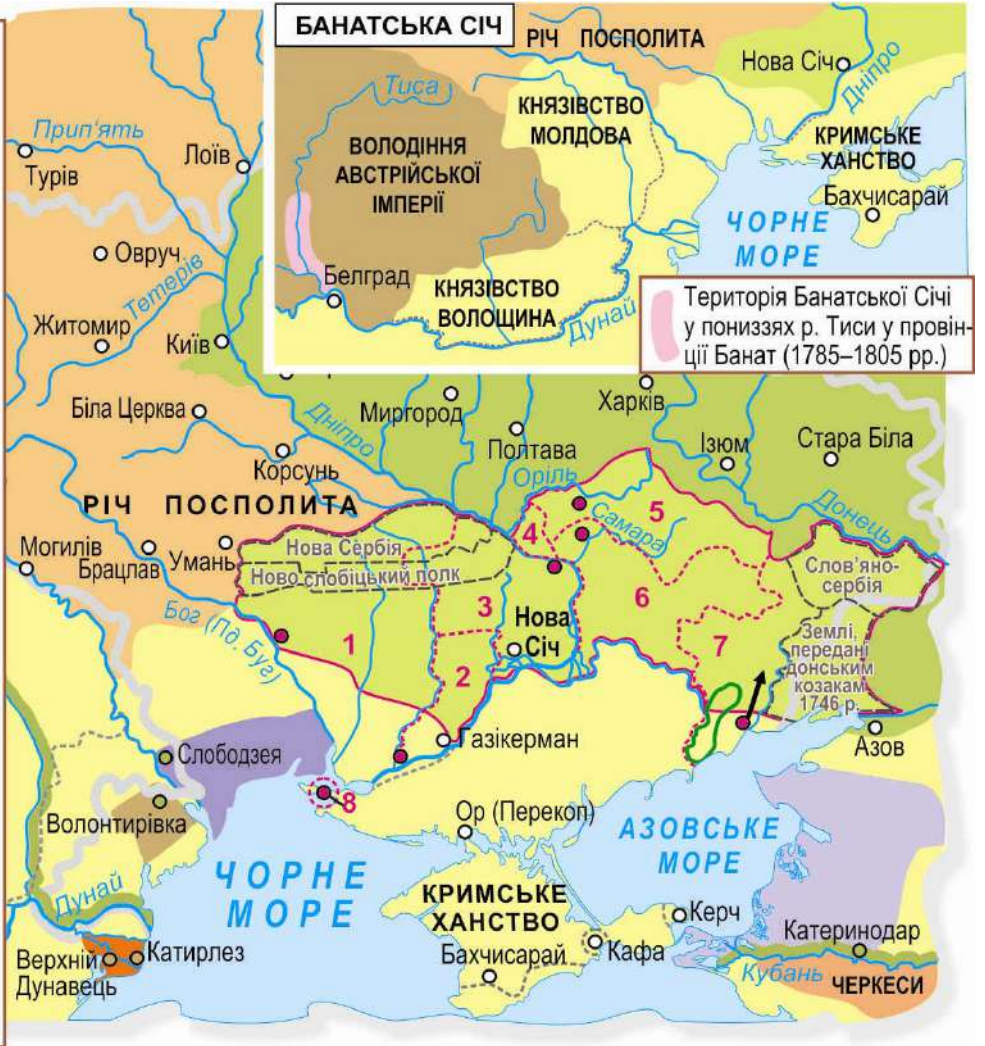 БАНАТСЬКА СІЧ
РІЧ ПОСПОЛИТА
Нова Січ
Дніпро
Тиса
КНЯЗІВСТВО
МОЛДОВА
ВОЛОДІННЯ
АВСТРІЙСЬКОЇ
ІМПЕРІЇ
КРИМСЬКЕ
ХАНСТВО
Бахчисарай
ЧОРНЕ
МОРЕ
Белград
КНЯЗІВСТВО
ВОЛОЩИНА
Дунай
Територія Банатської Січі
у пониззях р. Тиси у провін-
ції Банат (1785–1805 рр.)
Прип'ять
Турів
Лоїв
Овруч
Тетерів
Житомир
Київ
Біла Церква
Дніпро
Миргород
Харків
Корсунь
Полтава
Ізюм
Стара Біла
Оріль
РІЧ ПОСПОЛИТА
Самара
Донець
Могилів
Брацлав
Умань
Нова Сербія
Ново слобіцький полк
Слов'яно-
сербія
Бог (Пд. Буг)
1
2
3
4
5
6
7
8
Нова
Січ
Землі,
передані
донським
козакам
1746 р.
Газікерман
Азов
Слободзея
Волонтирівка
Ор (Перекоп)
АЗОВСЬКЕ
МОРЕ
ЧОРНЕ
МОРЕ
Дунай
КРИМСЬКЕ
ХАНСТВО
Бахчисарай
Керч
Кафа
Катеринодар
Кубань
ЧЕРКЕСИ
Верхній
Дунавець
Катирлез